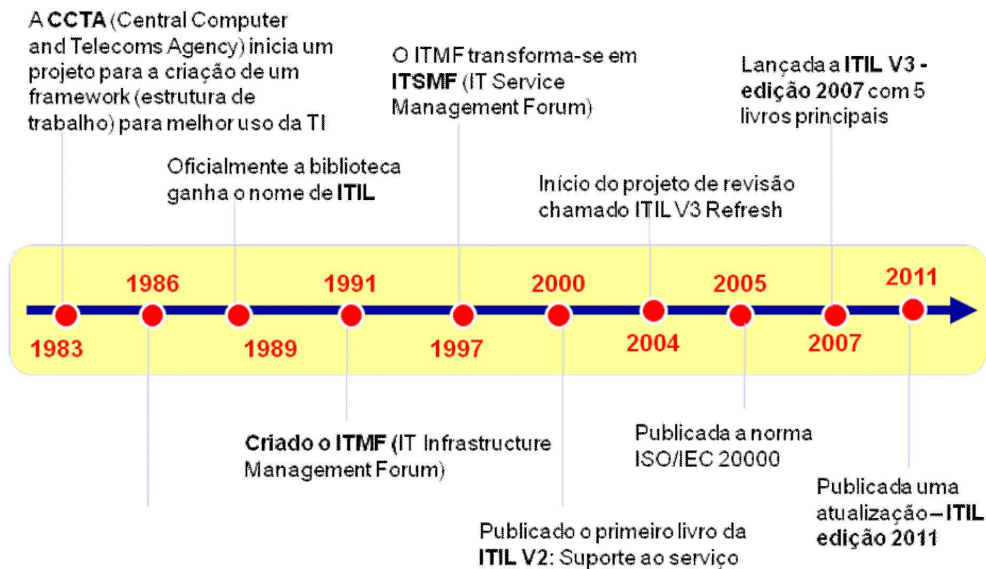 A CCTA (Central Computer
and Telecoms Agency) inicia um
projeto para a criação de um
framework (estrutura de
trabalho) para melhor uso da TI
Oficialmente a biblioteca
ganha o nome de ITIL
O ITMF transforma-se em
ITSMF (IT Service
Management Forum)
Início do projeto de revisão
chamado ITIL V3 Refresh
Lançada a ITIL V3 -
edição 2007 com 5
livros principais
1986
1991
2000
2005
2011
1983
1989
1997
2004
2007
Criado o ITMF (IT Infrastructure
Management Forum)
Publicado o primeiro livro da
ITIL V2: Suporte ao serviço
Publicada a norma
ISO/IEC 20000
Publicada uma
atualização – ITIL
edição 2011